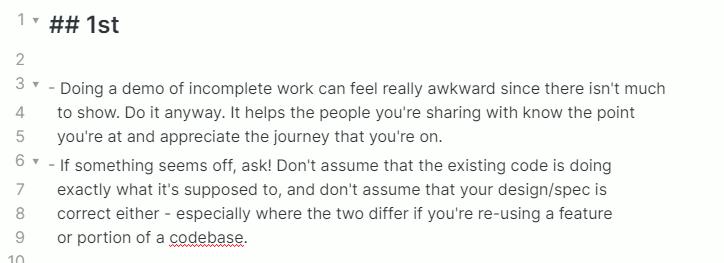 1 ## 1st
2
3 - Doing a demo of incomplete work can feel really awkward since there isn't much
4 to show. Do it anyway. It helps the people you're sharing with know the point
5 you're at and appreciate the journey that you're on.
6 - If something seems off, ask! Don't assume that the existing code is doing
7 exactly what it's supposed to, and don't assume that your design/spec is
8 correct either - especially where the two differ if you're re-using a feature
9 or portion of a codebase.
10